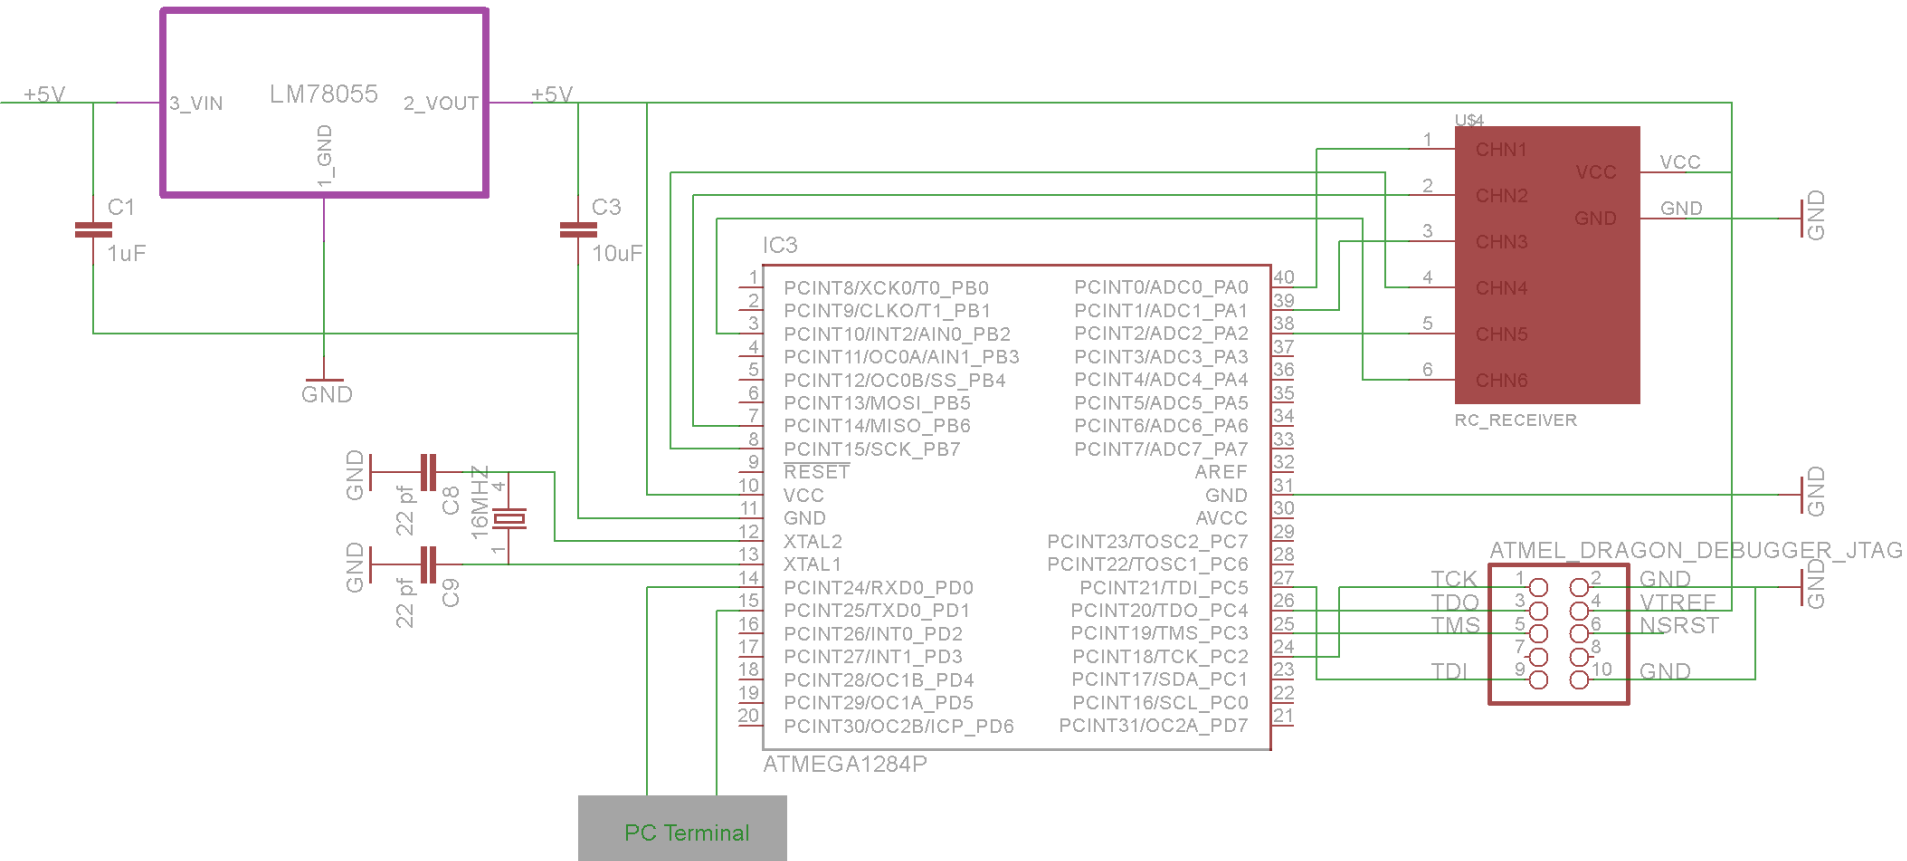 +5V
3_VIN
LM78055
2_VOUT
1_GND
+5V
C1
1uF
C3
10uF
GND
U$4
1
CHN1
2
CHN2
3
CHN3
4
CHN4
5
CHN5
6
CHN6
VCC
VCC
GND
GND
GND
RC_RECEIVER
IC3
1 PCINT8/XCK0/T0_PB0
2 PCINT9/CLKO/T1_PB1
3 PCINT10/INT2/AIN0_PB2
4 PCINT11/OC0A/AIN1_PB3
5 PCINT12/OC0B/SS_PB4
6 PCINT13/MOSI_PB5
7 PCINT14/MISO_PB6
8 PCINT15/SCK_PB7
9 RESET
10 VCC
11 GND
12 XTAL2
13 XTAL1
14 PCINT24/RXD0_PD0
15 PCINT25/TXD0_PD1
16 PCINT26/INT0_PD2
17 PCINT27/INT1_PD3
18 PCINT28/OC1B_PD4
19 PCINT29/OC1A_PD5
20 PCINT30/OC2B/ICP_PD6
PCINT0/ADC0_PA0 40
PCINT1/ADC1_PA1 39
PCINT2/ADC2_PA2 38
PCINT3/ADC3_PA3 37
PCINT4/ADC4_PA4 36
PCINT5/ADC5_PA5 35
PCINT6/ADC6_PA6 34
PCINT7/ADC7_PA7 33
AREF 32
GND 31
AVCC 30
PCINT23/TOSC2_PC7 29
PCINT22/TOSC1_PC6 28
PCINT21/TDI_PC5 27
PCINT20/TDO_PC4 26
PCINT19/TMS_PC3 25
PCINT18/TCK_PC2 24
PCINT17/SDA_PC1 23
PCINT16/SCL_PC0 22
PCINT31/OC2A_PD7 21
ATMEGA1284P
GND
22 pf
C8
16MHZ
4
1
GND
22 pf
C9
GND
ATMEL_DRAGON_DEBUGGER_JTAG
TCK 1 2 GND
TDO 3 4 VTREF
TMS 5 6 NSRST
7 8
TDI 9 10 GND
GND
PC Terminal